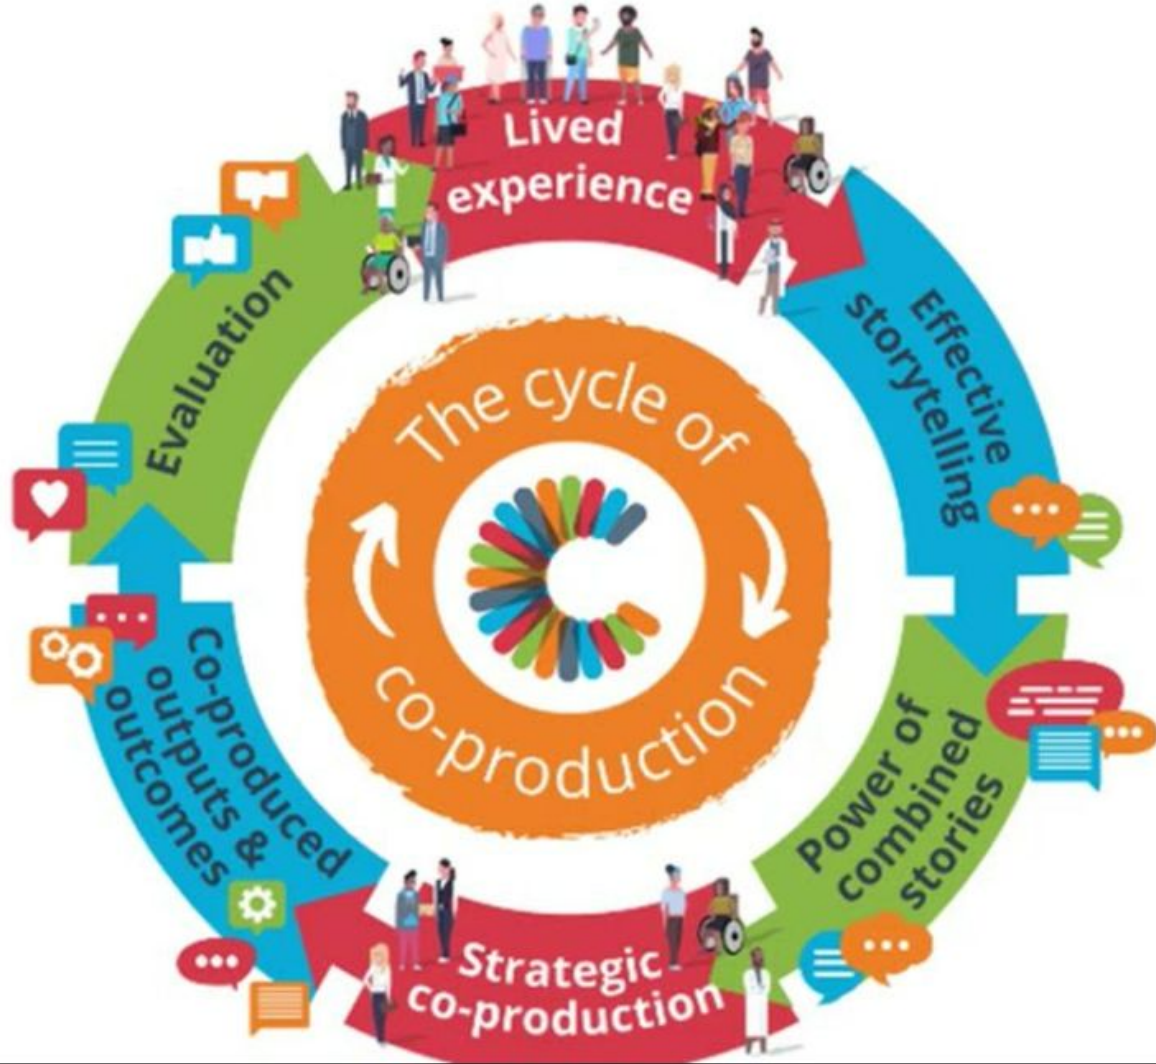 Lived
experience
Effective
storytelling
Power of
combined
stories
Strategic
co-production
Co-produced
outputs &
outcomes
Evaluation
The cycle of
co-production